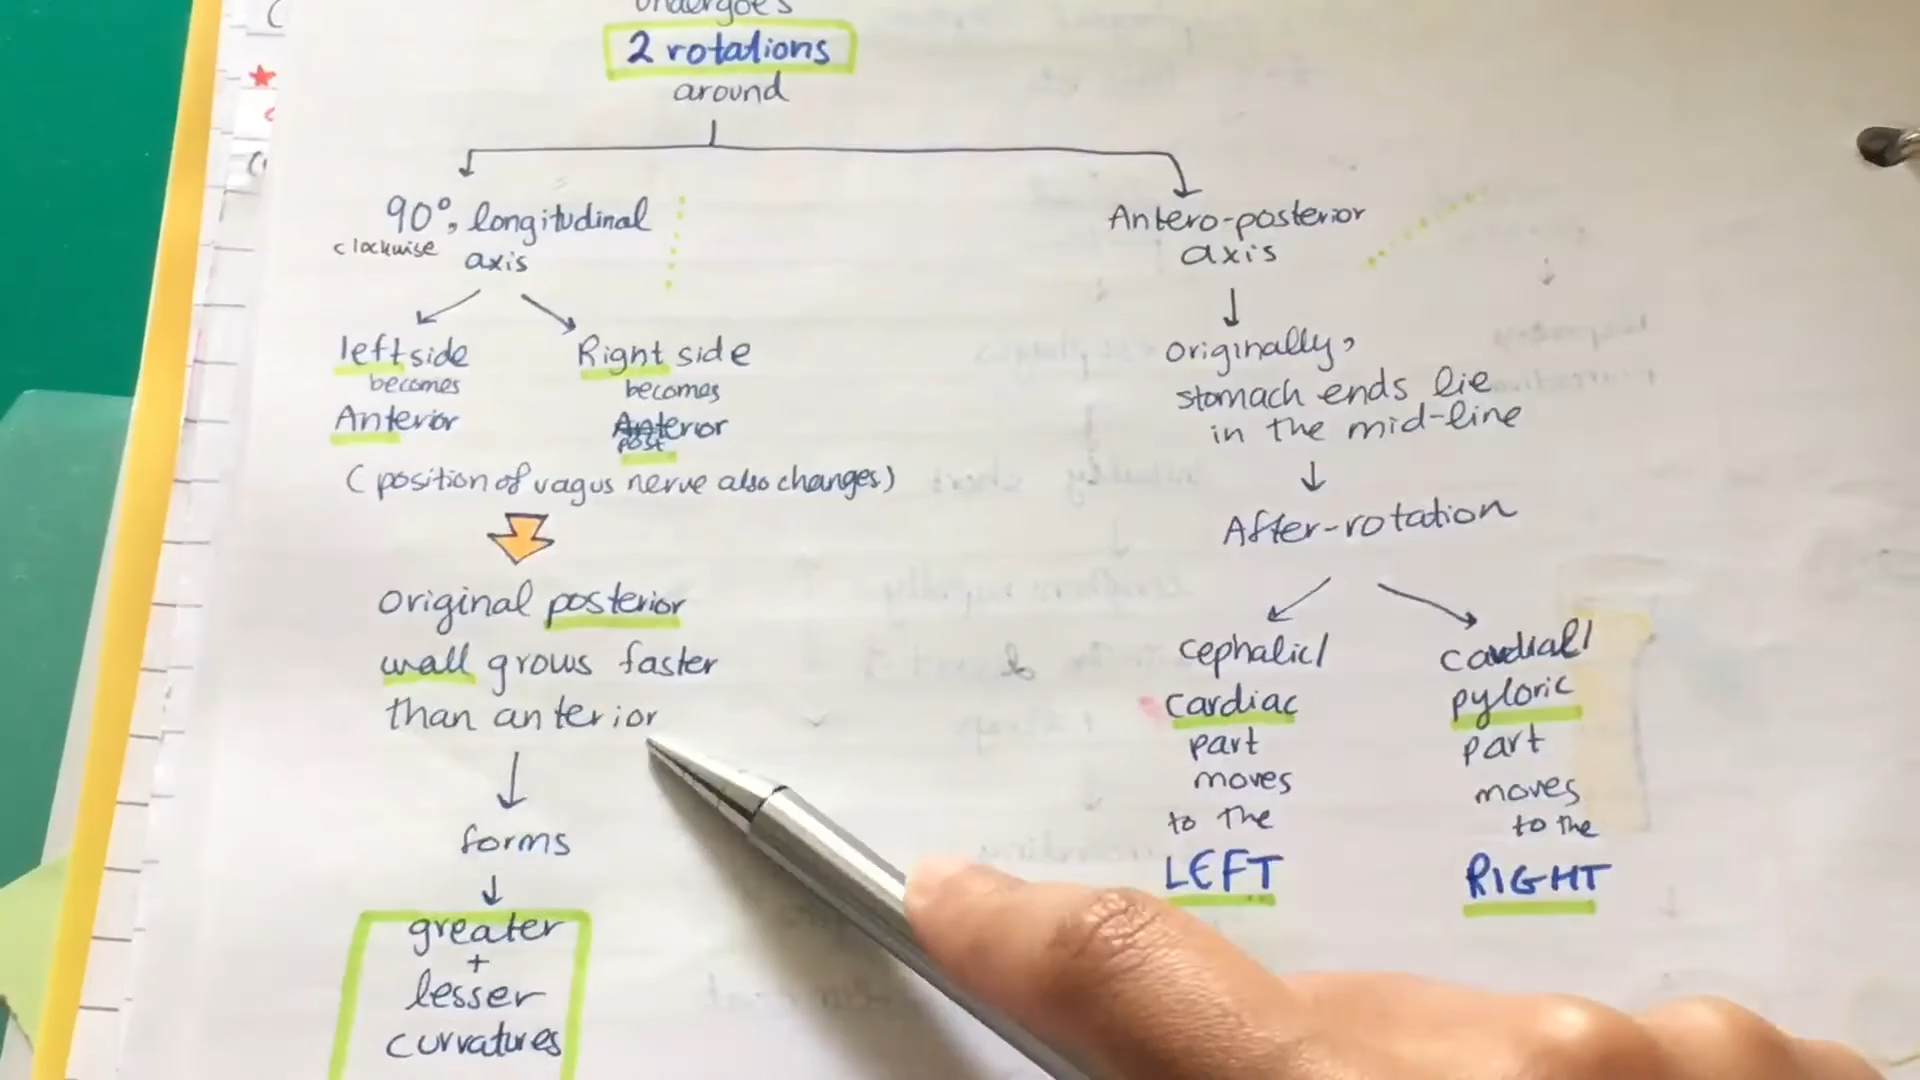 undergoes
2 rotations
around
90°, longitudinal
clockwise
axis
left side
becomes
Anterior
Right side
becomes
Anterior
post
(position of vagus nerve also changes)
original posterior
wall grows faster
than anterior
forms
greater
+
lesser
curvatures
Antero-posterior
axis
originally,
stomach ends lie
in the mid-line
After-rotation
cephalic/
cardiac
part
moves
to the
LEFT
caudal/
pyloric
part
moves
to the
RIGHT